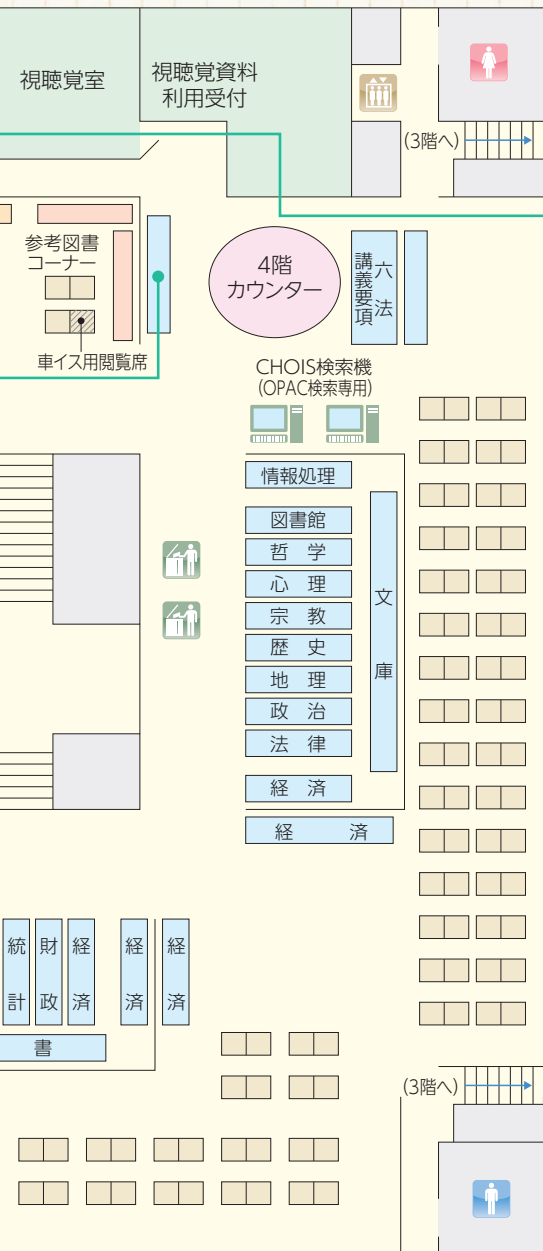 視聴覚室
視聴覚資料
利用受付
(3階へ)
参考図書
コーナー
車イス用閲覧席
4階
カウンター
六法
講義要項
CHOIS検索機
(OPAC検索専用)
情報処理
図書館
哲 学
心 理
宗 教
歴 史
地 理
政 治
法 律
経 済
文 庫
経 済
統 計
財 政
経 済
経 済
経 済
書
(3階へ)